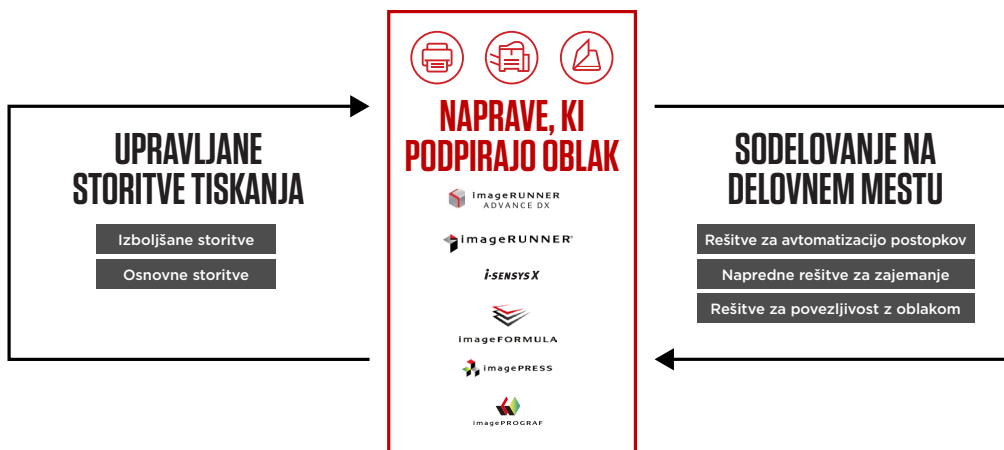 UPRAVLJANE
STORITVE TISKANJA
Izboljšane storitve
Osnovne storitve
NAPRAVE, KI
PODPIRAJO OBLAK
imageRUNNER
ADVANCE DX
imageRUNNER®
i-SENSYS X
imageFORMULA
imagePRESS
imagePROGRAF
SODELOVANJE NA
DELOVNEM MESTU
Rešitve za avtomatizacijo postopkov
Napredne rešitve za zajemanje
Rešitve za povezljivost z oblakom